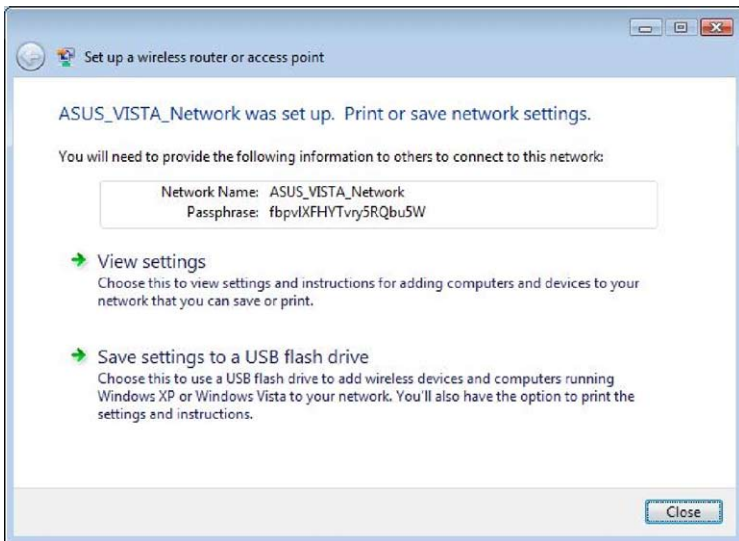 Set up a wireless router or access point
ASUS_VISTA_Network was set up. Print or save network settings.
You will need to provide the following information to others to connect to this network:
Network Name: ASUS_VISTA_Network
Passphrase: fbpvlXFHYTvry5RQbu5W
View settings
Choose this to view settings and instructions for adding computers and devices to your
network that you can save or print.
Save settings to a USB flash drive
Choose this to use a USB flash drive to add wireless devices and computers running
Windows XP or Windows Vista to your network. You'll also have the option to print the
settings and instructions.
Close